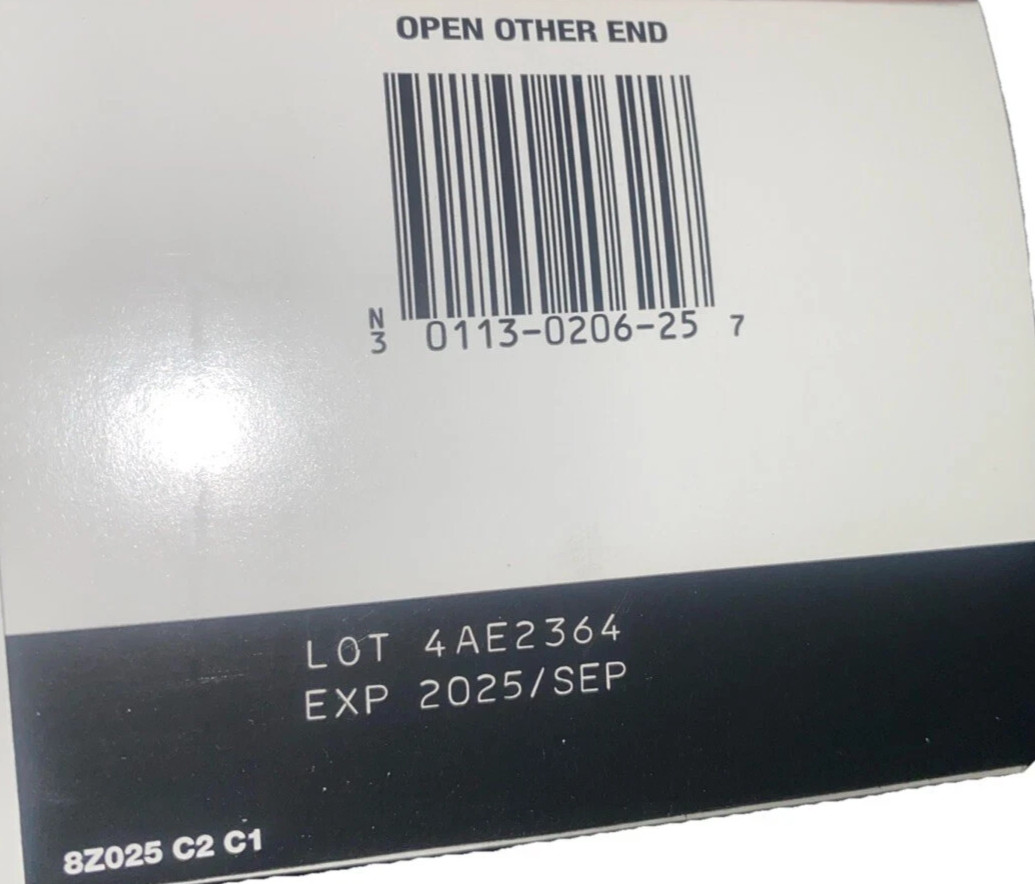 OPEN OTHER END
N
3 0113-0206-25 7
LOT 4AE2364
EXP 2025/SEP
8Z025 C2 C1